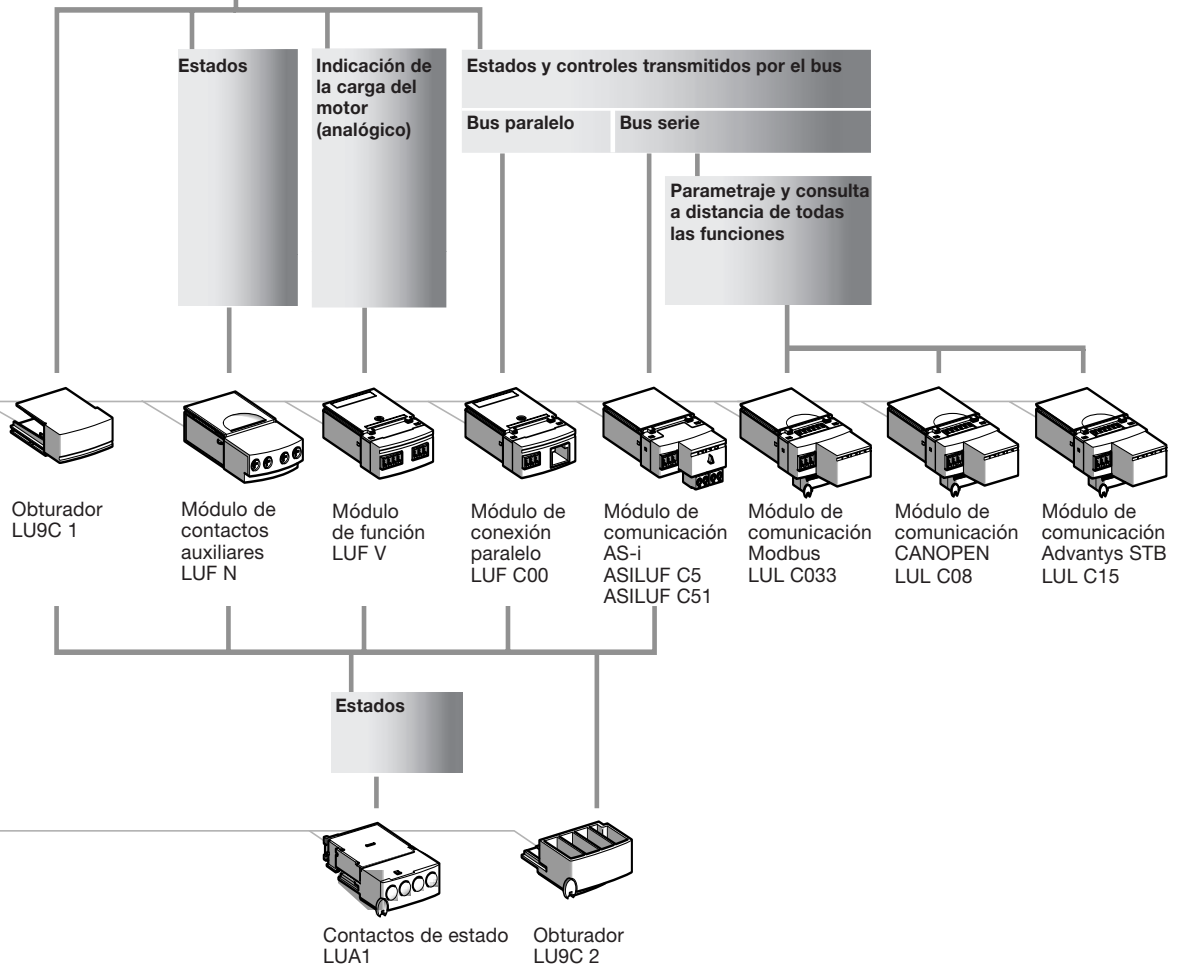 Estados
Indicación de
la carga del
motor
(analógico)
Estados y controles transmitidos por el bus
Bus paralelo
Bus serie
Parametraje y consulta
a distancia de todas
las funciones
Obturador
LU9C 1
Módulo de
contactos
auxiliares
LUF N
Módulo
de función
LUF V
Módulo de
conexión
paralelo
LUF C00
Módulo de
comunicación
AS-i
ASILUF C5
ASILUF C51
Módulo de
comunicación
Modbus
LUL C033
Módulo de
comunicación
CANOPEN
LUL C08
Módulo de
comunicación
Advantys STB
LUL C15
Estados
Contactos de estado
LUA1
Obturador
LU9C 2